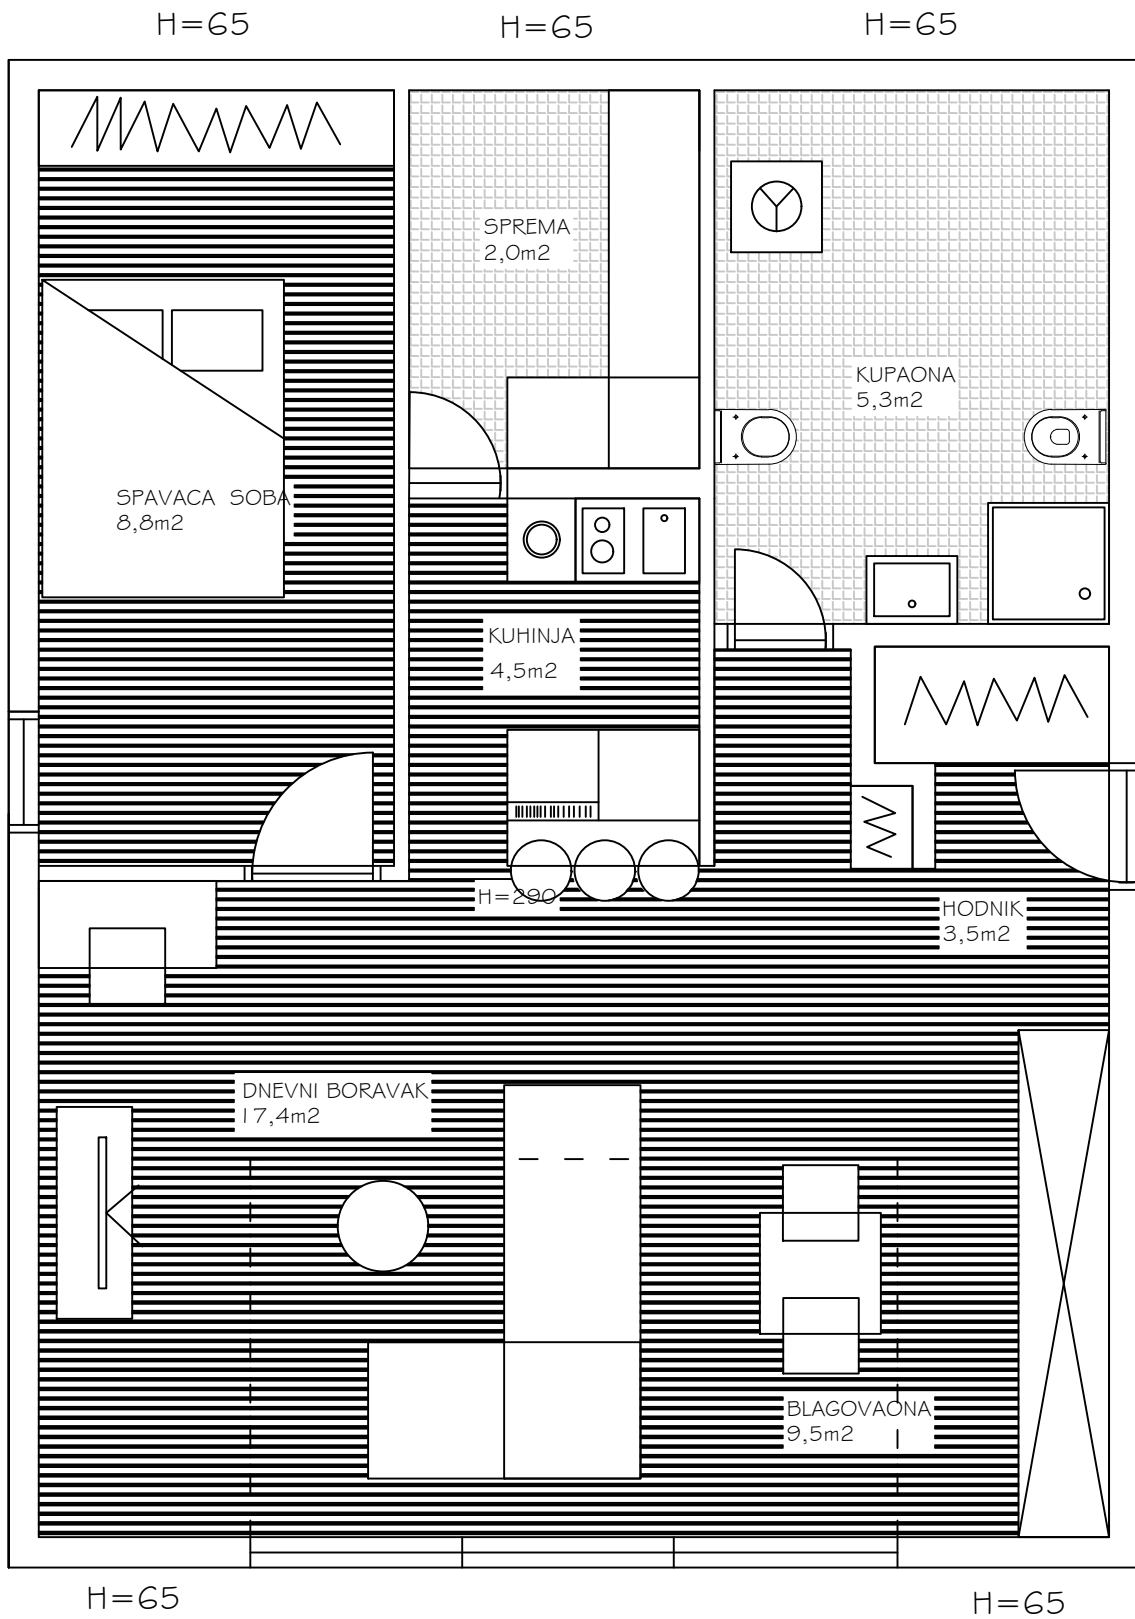 H=65
H=65
H=65
SPREMA
2,0m2
KUPAONA
5,3m2
SPAVACA SOBA
8,8m2
KUHINJA
4,5m2
H=290
HODNIK
3,5m2
DNEVNI BORAVAK
17,4m2
BLAGOVAONA
9,5m2
H=65
H=65